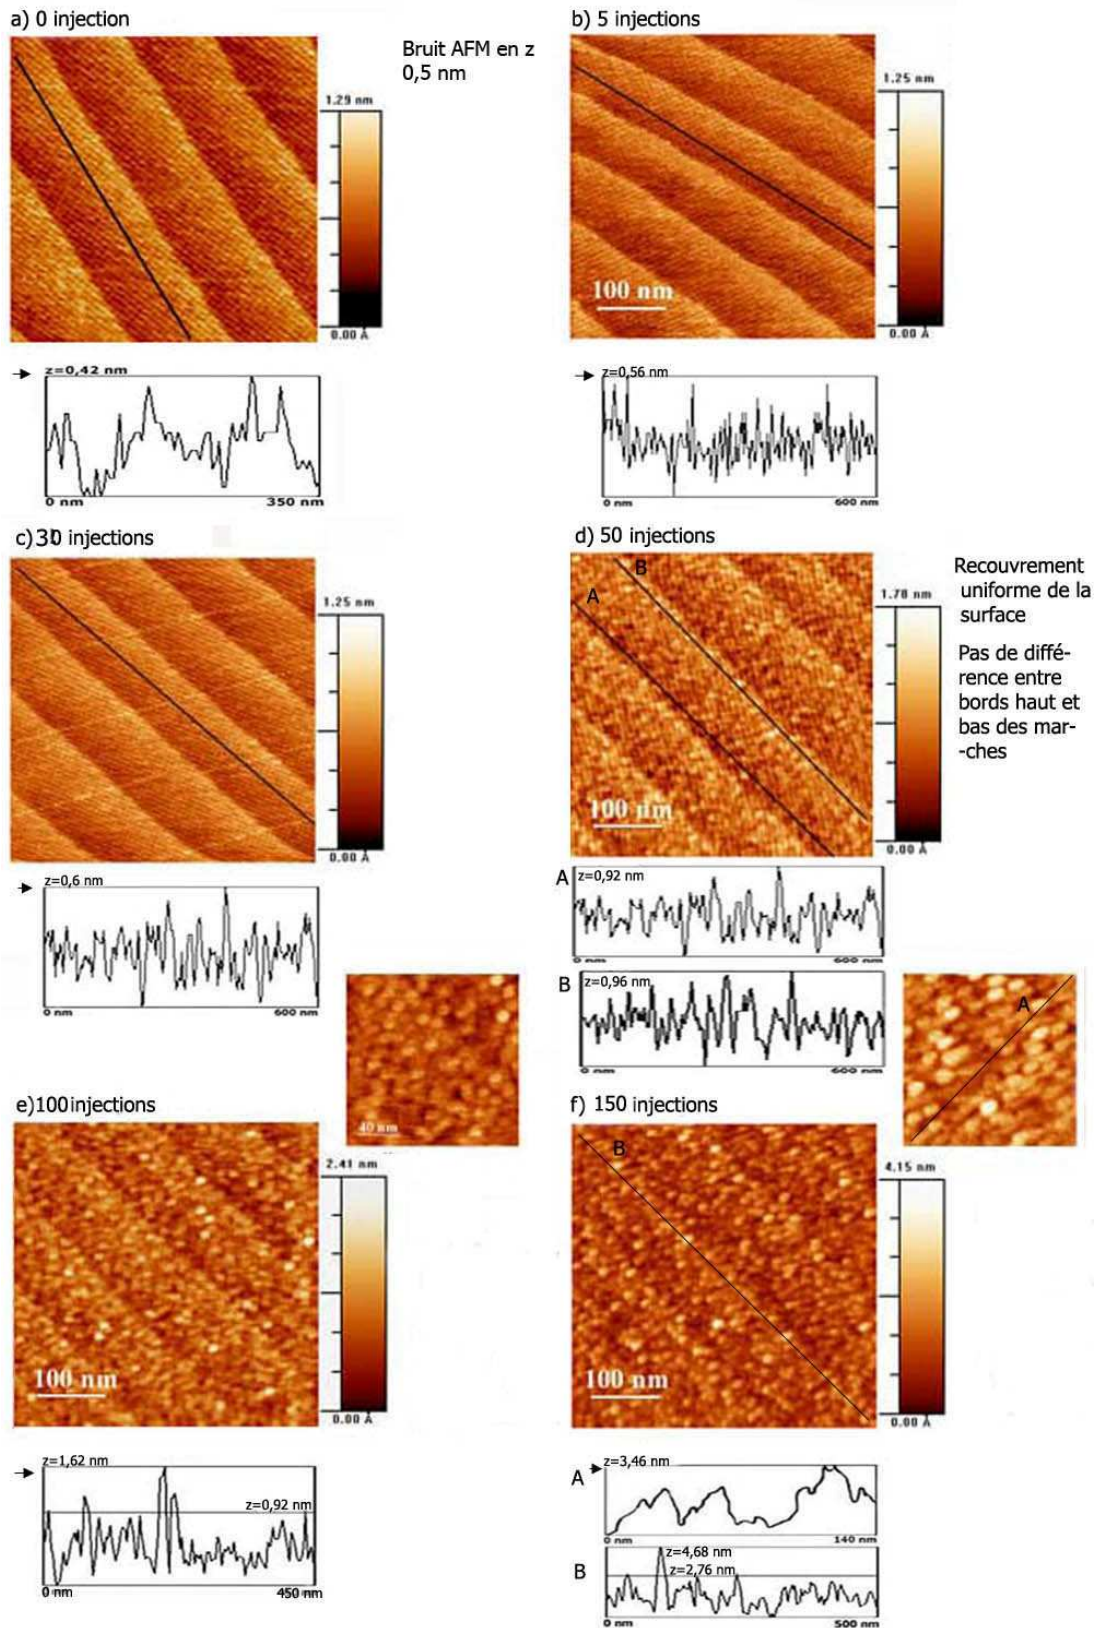 a) 0 injection
Bruit AFM en z
0,5 nm
1.29 nm
0.00 Å
z=0,42 nm
0 nm
350 nm
b) 5 injections
1.25 nm
100 nm
0.00 Å
z=0,56 nm
0 nm
600 nm
c) 30 injections
1.25 nm
0.00 Å
z=0,6 nm
0 nm
600 nm
d) 50 injections
B
A
Recouvrement
uniforme de la
surface
Pas de diffé-
rence entre
bords haut et
bas des mar-
-ches
1.78 nm
100 nm
0.00 Å
A
z=0,92 nm
0 nm
600 nm
B
z=0,96 nm
0 nm
600 nm
40 nm
A
e)100 injections
2.41 nm
100 nm
0.00 Å
z=1,62 nm
z=0,92 nm
0 nm
450 nm
f) 150 injections
B
4.15 nm
100 nm
0.00 Å
A
z=3,46 nm
0 nm
140 nm
B
z=4,68 nm
z=2,76 nm
0 nm
500 nm